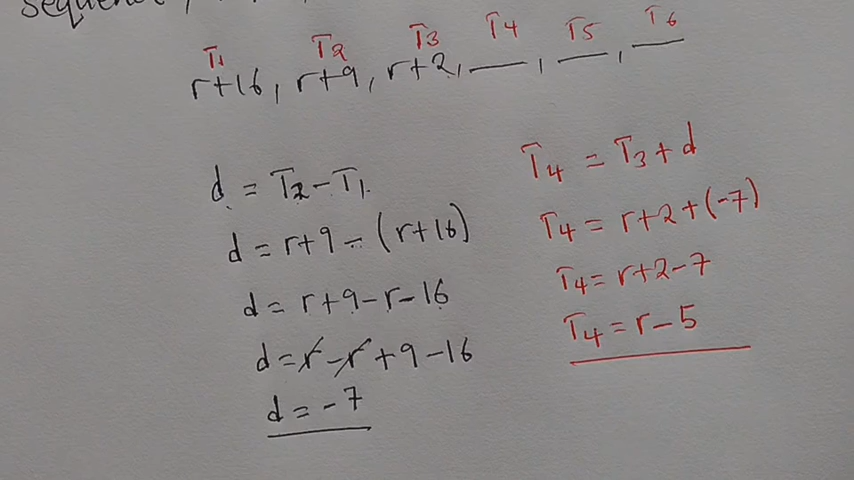 sequence,
T1 T2 T3 T4 T5 T6
r+16, r+9, r+2, ___, ___, ___
d = T2 - T1
d = r+9 - (r+16)
d = r+9 - r - 16
d = r - r + 9 - 16
d = -7
T4 = T3 + d
T4 = r+2+(-7)
T4 = r+2-7
T4 = r-5